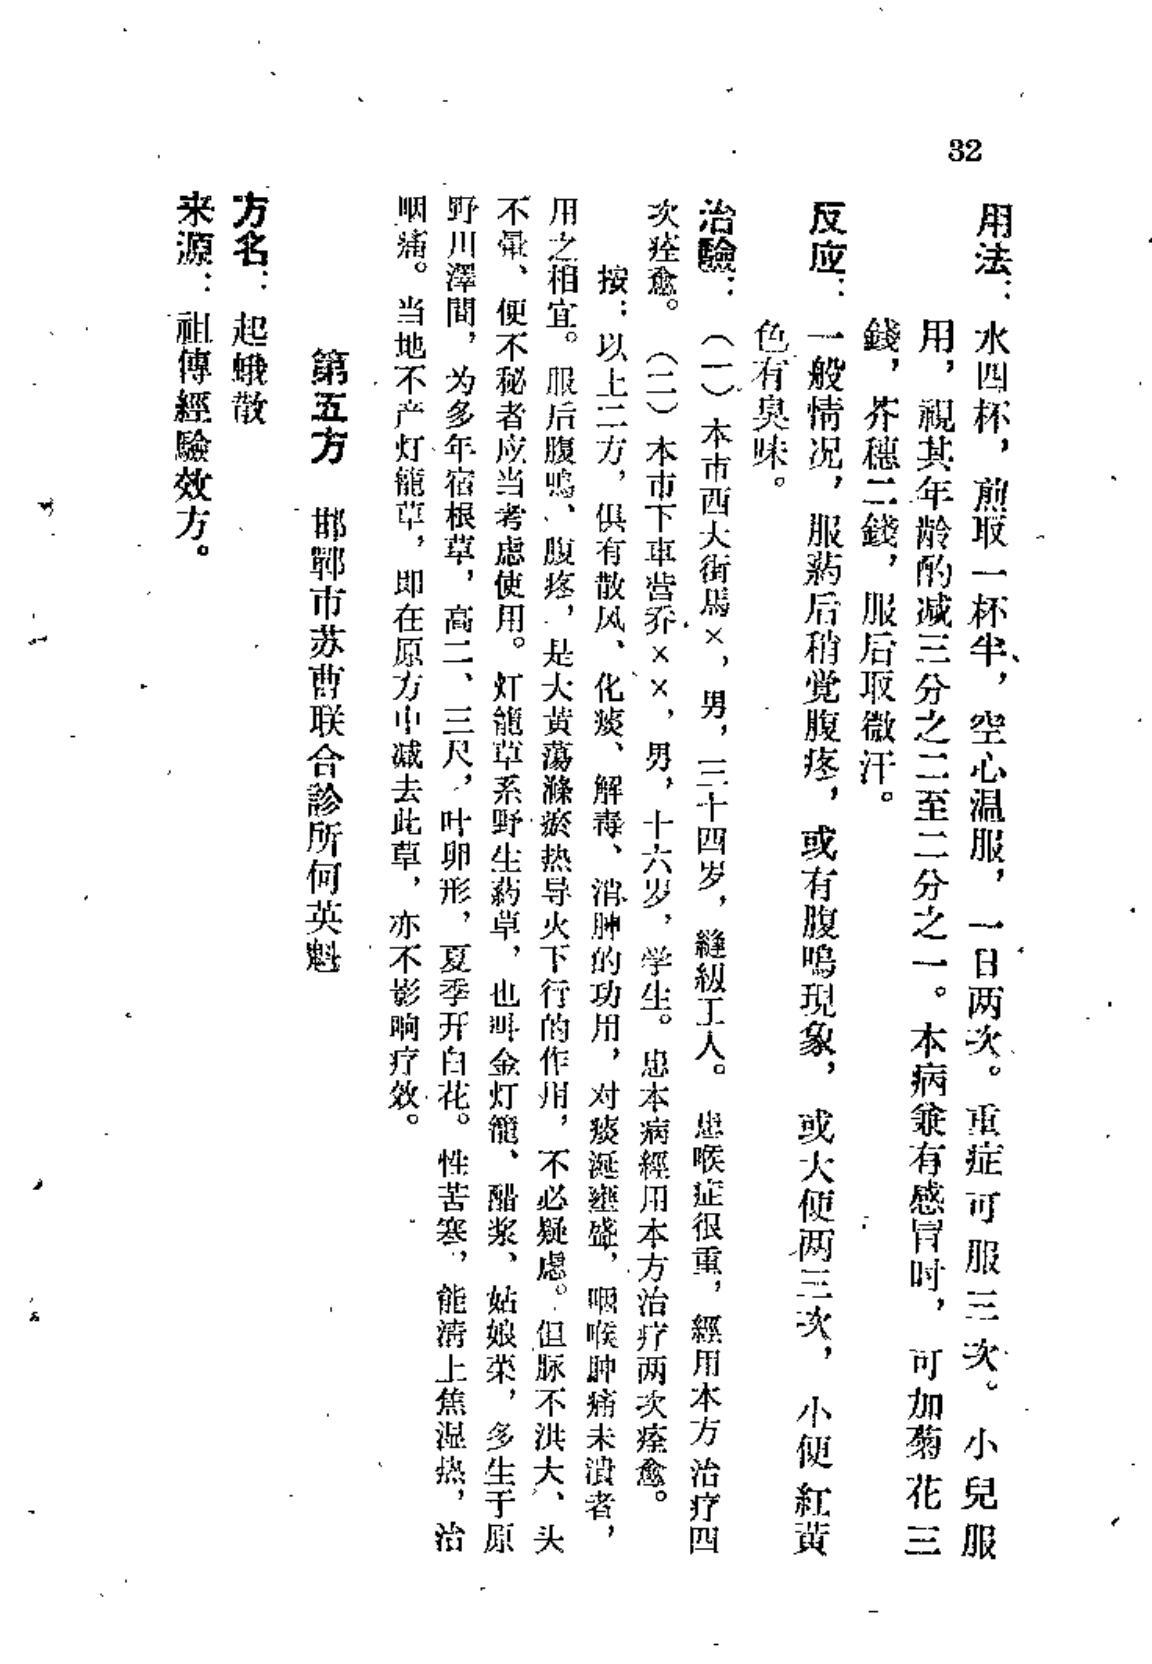 32
用法：水四杯，煎取一杯半，空心温服，一日两次。重症可服三次。小兒服
用，視其年龄酌减三分之二至二分之一。本病兼有感冒时，可加菊花三
錢，芥穗二錢，服后取微汗。
反应：一般情况，服葯后稍觉腹疼，或有腹鳴現象，或大便两三次，小便紅黃
色有臭味。
治驗：（一）本市西大街馬×，男，三十四岁，縫級工人。患喉症很重，經用本方治疗四
次痊愈。（二）本市下車营乔××，男，十六岁，学生。患本病經用本方治疗两次痊愈。
按：以上二方，俱有散风、化痰、解毒、消肿的功用，对痰涎壅盛，咽喉肿痛未潰者，
用之相宜。服后腹鳴、腹疼，是大黃蕩滌瘀热导火下行的作用，不必疑虑。但脉不洪大、头
不暈、便不秘者应当考虑使用。灯籠草系野生葯草，也叫金灯籠、醋浆、姑娘菜，多生于原
野川澤間，为多年宿根草，高二、三尺，叶卵形，夏季开白花。性苦寒，能清上焦湿热，治
咽痛。当地不产灯籠草，即在原方中减去此草，亦不影响疗效。
第五方　邯鄲市苏曹联合診所何英魁
方名：起蛾散
来源：祖傳經驗效方。